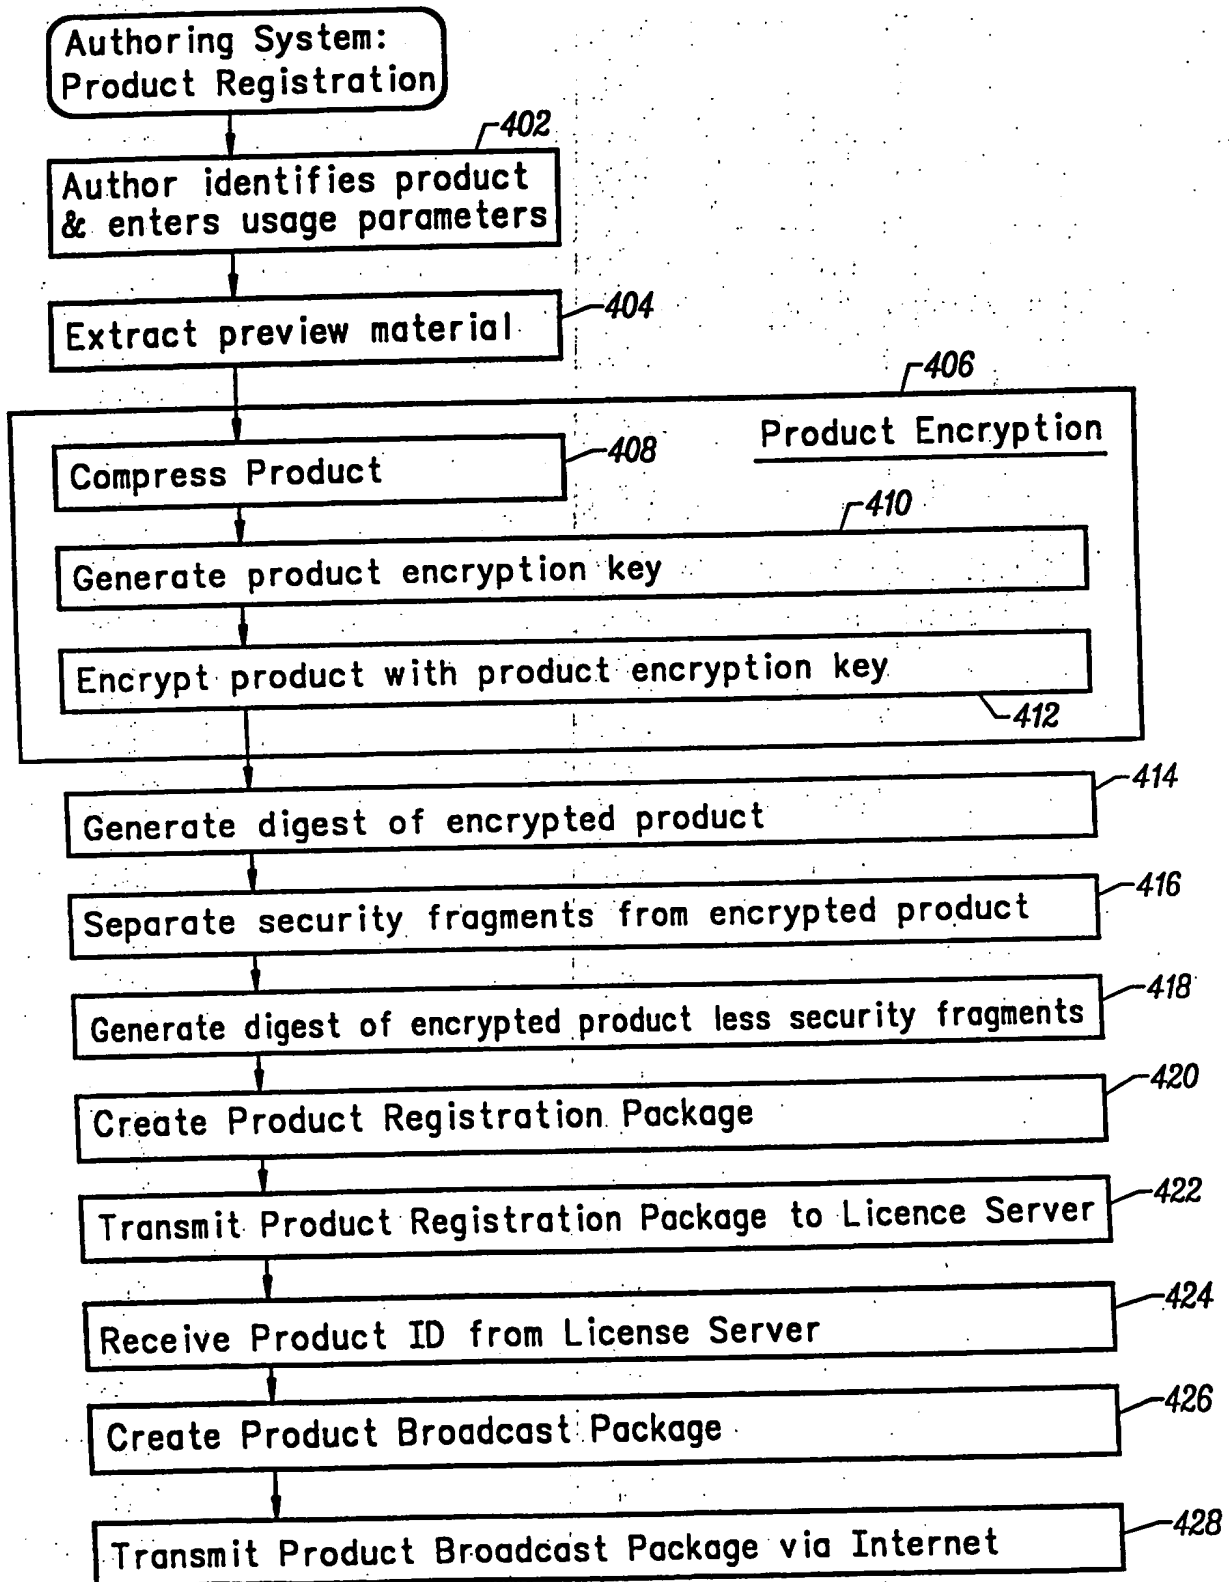 Authoring System:
Product Registration
402
Author identifies product
& enters usage parameters
Extract preview material
404
406
Product Encryption
Compress Product
408
410
Generate product encryption key
Encrypt product with product encryption key
412
414
Generate digest of encrypted product
416
Separate security fragments from encrypted product
418
Generate digest of encrypted product less security fragments
420
Create Product Registration Package
422
Transmit Product Registration Package to Licence Server
424
Receive Product ID from License Server
426
Create Product Broadcast Package
428
Transmit Product Broadcast Package via Internet